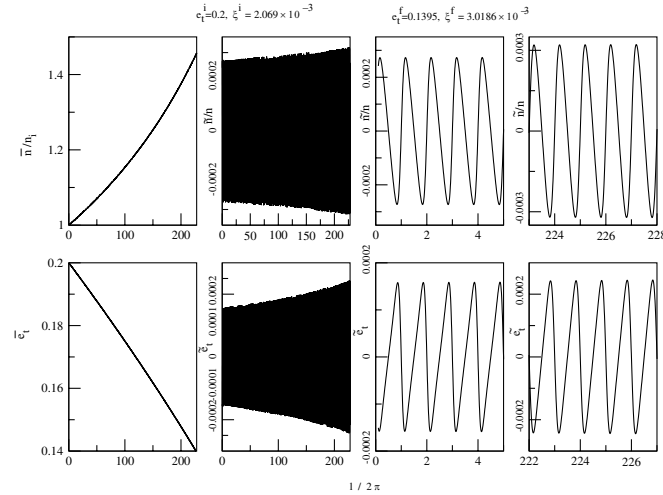 e_t^i=0.2, ξ^i = 2.069 × 10^-3 e_t^f=0.1395, ξ^f = 3.0186 × 10^-3
n̅ /n_i
1.4
1.2
1
0 100 200
ñ/n
0.0002
0
-0.0002
0 50 100 150 200
ñ/n
0.0002
0
-0.0002
0 2 4
ñ/n
0.0003
0
-0.0003
224 226 228
e̅_t
0.2
0.18
0.16
0.14
0 100 200
ẽ_t
0.0002
0.0001
0
-0.0001
-0.0002
0 50 100 150 200
ẽ_t
0.0002
0
-0.0002
0 2 4
ẽ_t
0.0002
0
-0.0002
222 224 226
l / 2 π